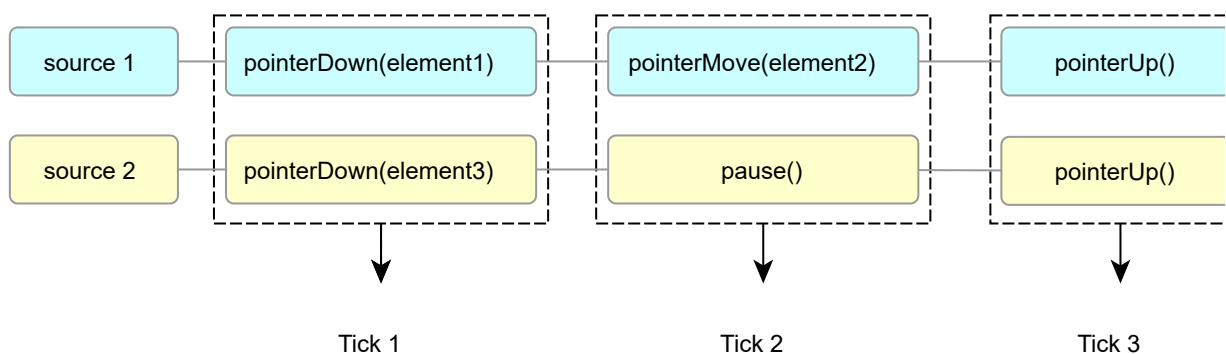 source 1
pointerDown(element1)
pointerMove(element2)
pointerUp()
source 2
pointerDown(element3)
pause()
pointerUp()
Tick 1
Tick 2
Tick 3